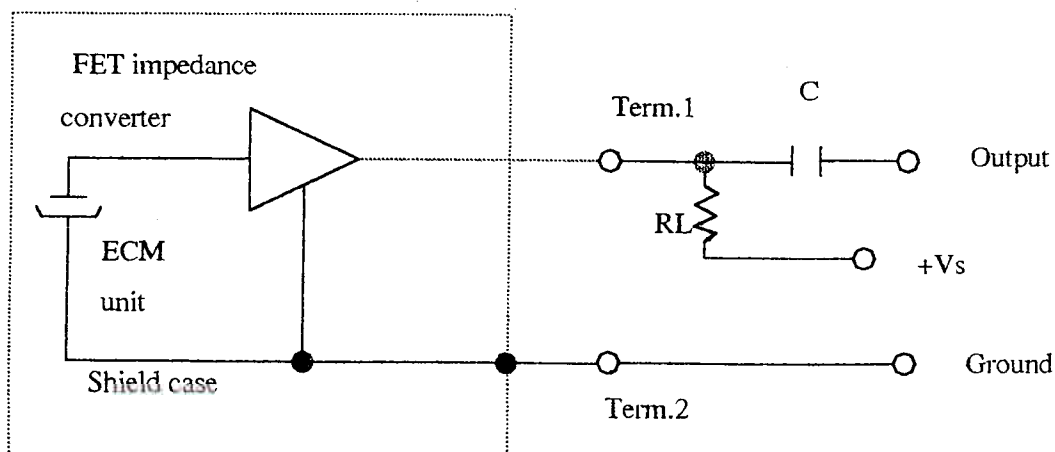 FET impedance
converter
ECM
unit
Shield case
Term.1
C
Output
RL
+Vs
Ground
Term.2